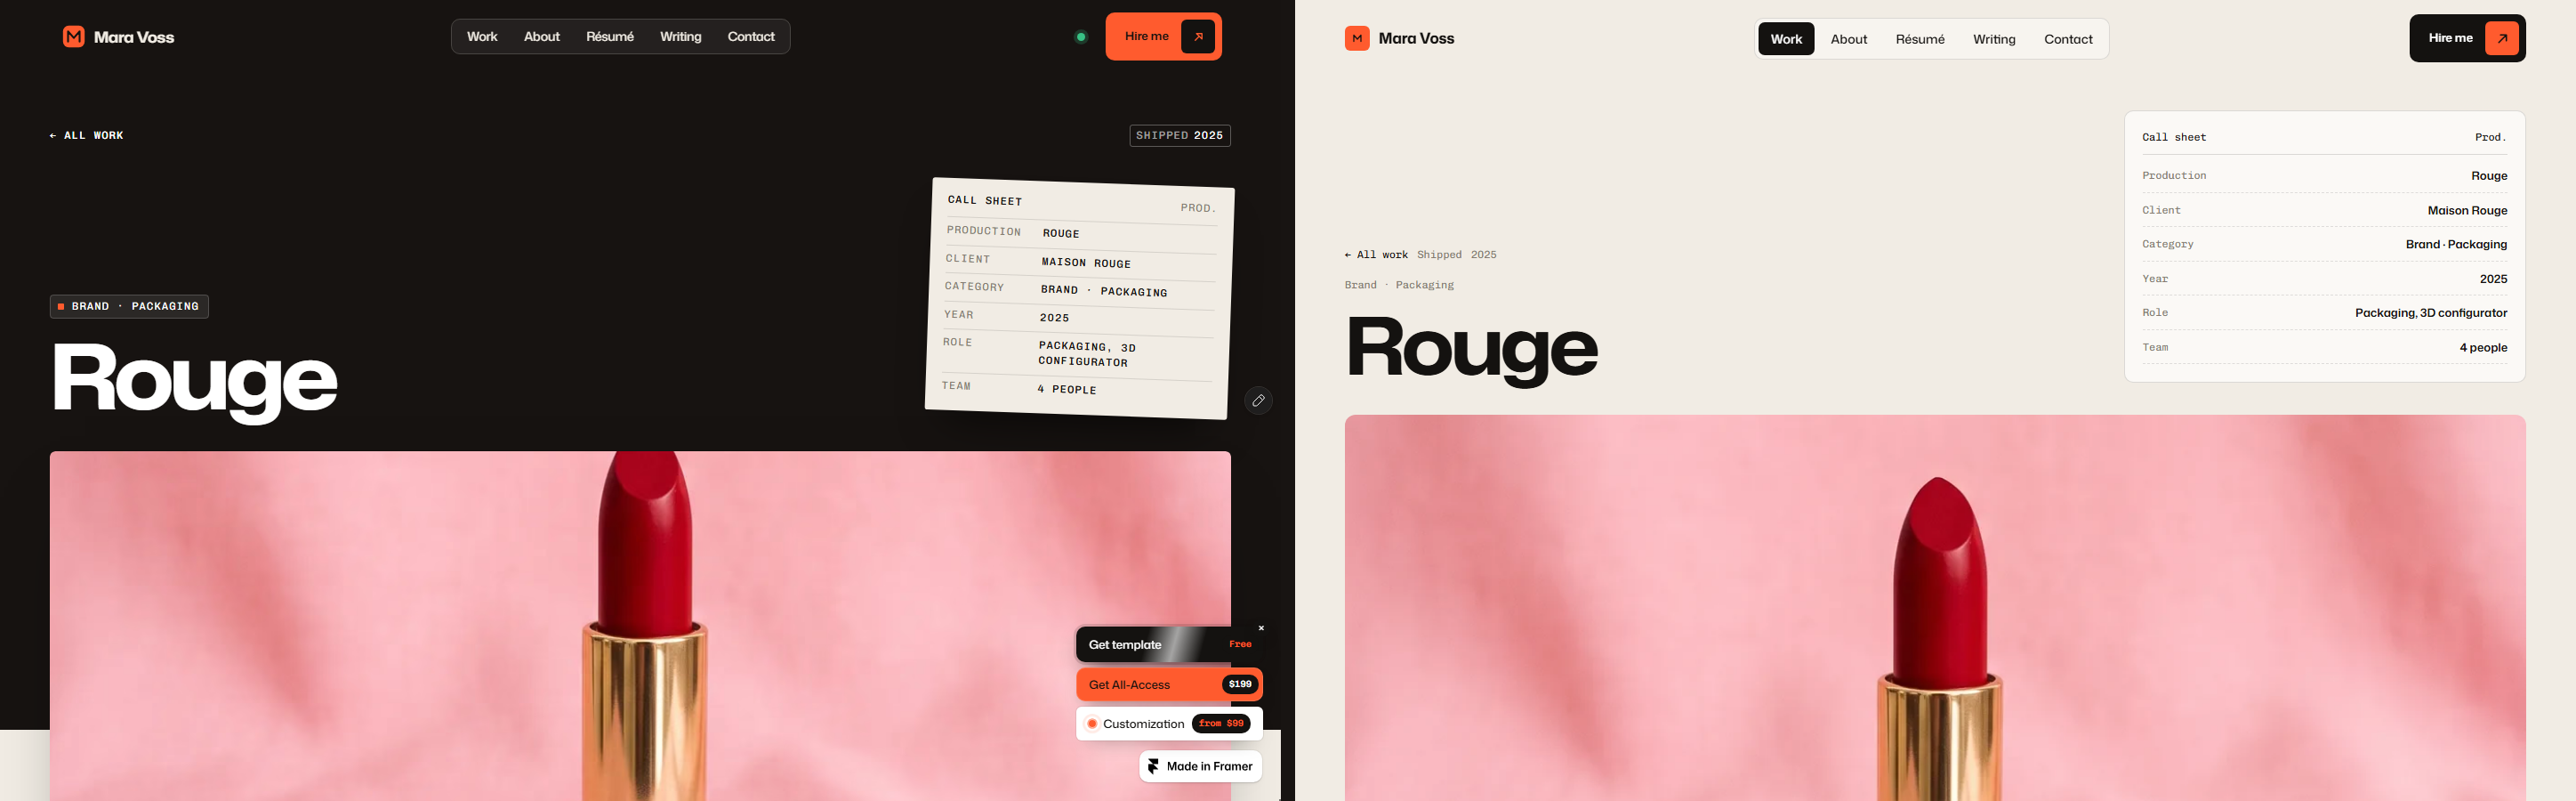 Mara Voss
Work About Résumé Writing Contact
Hire me
← ALL WORK
SHIPPED 2025
CALL SHEET PROD.
PRODUCTION ROUGE
CLIENT MAISON ROUGE
CATEGORY BRAND · PACKAGING
YEAR 2025
ROLE PACKAGING, 3D
CONFIGURATOR
TEAM 4 PEOPLE
BRAND · PACKAGING
Rouge
Get template Free
Get All-Access $199
Customization from $99
Made in Framer
M Mara Voss
Work About Résumé Writing Contact
Hire me
Call sheet Prod.
Production Rouge
Client Maison Rouge
Category Brand · Packaging
Year 2025
Role Packaging, 3D configurator
Team 4 people
← All work Shipped 2025
Brand · Packaging
Rouge